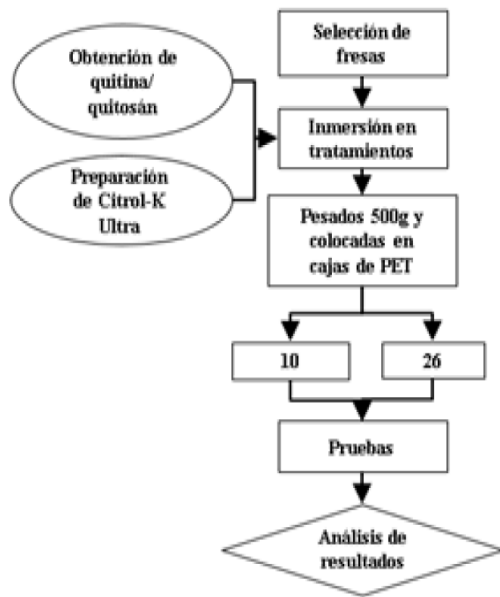 Obtención de
quitina/
quitosán
Selección de
fresas
Inmersión en
tratamientos
Preparación
de Citrol-K
Ultra
Pesados 500g y
colocadas en
cajas de PET
10
26
Pruebas
Análisis de
resultados